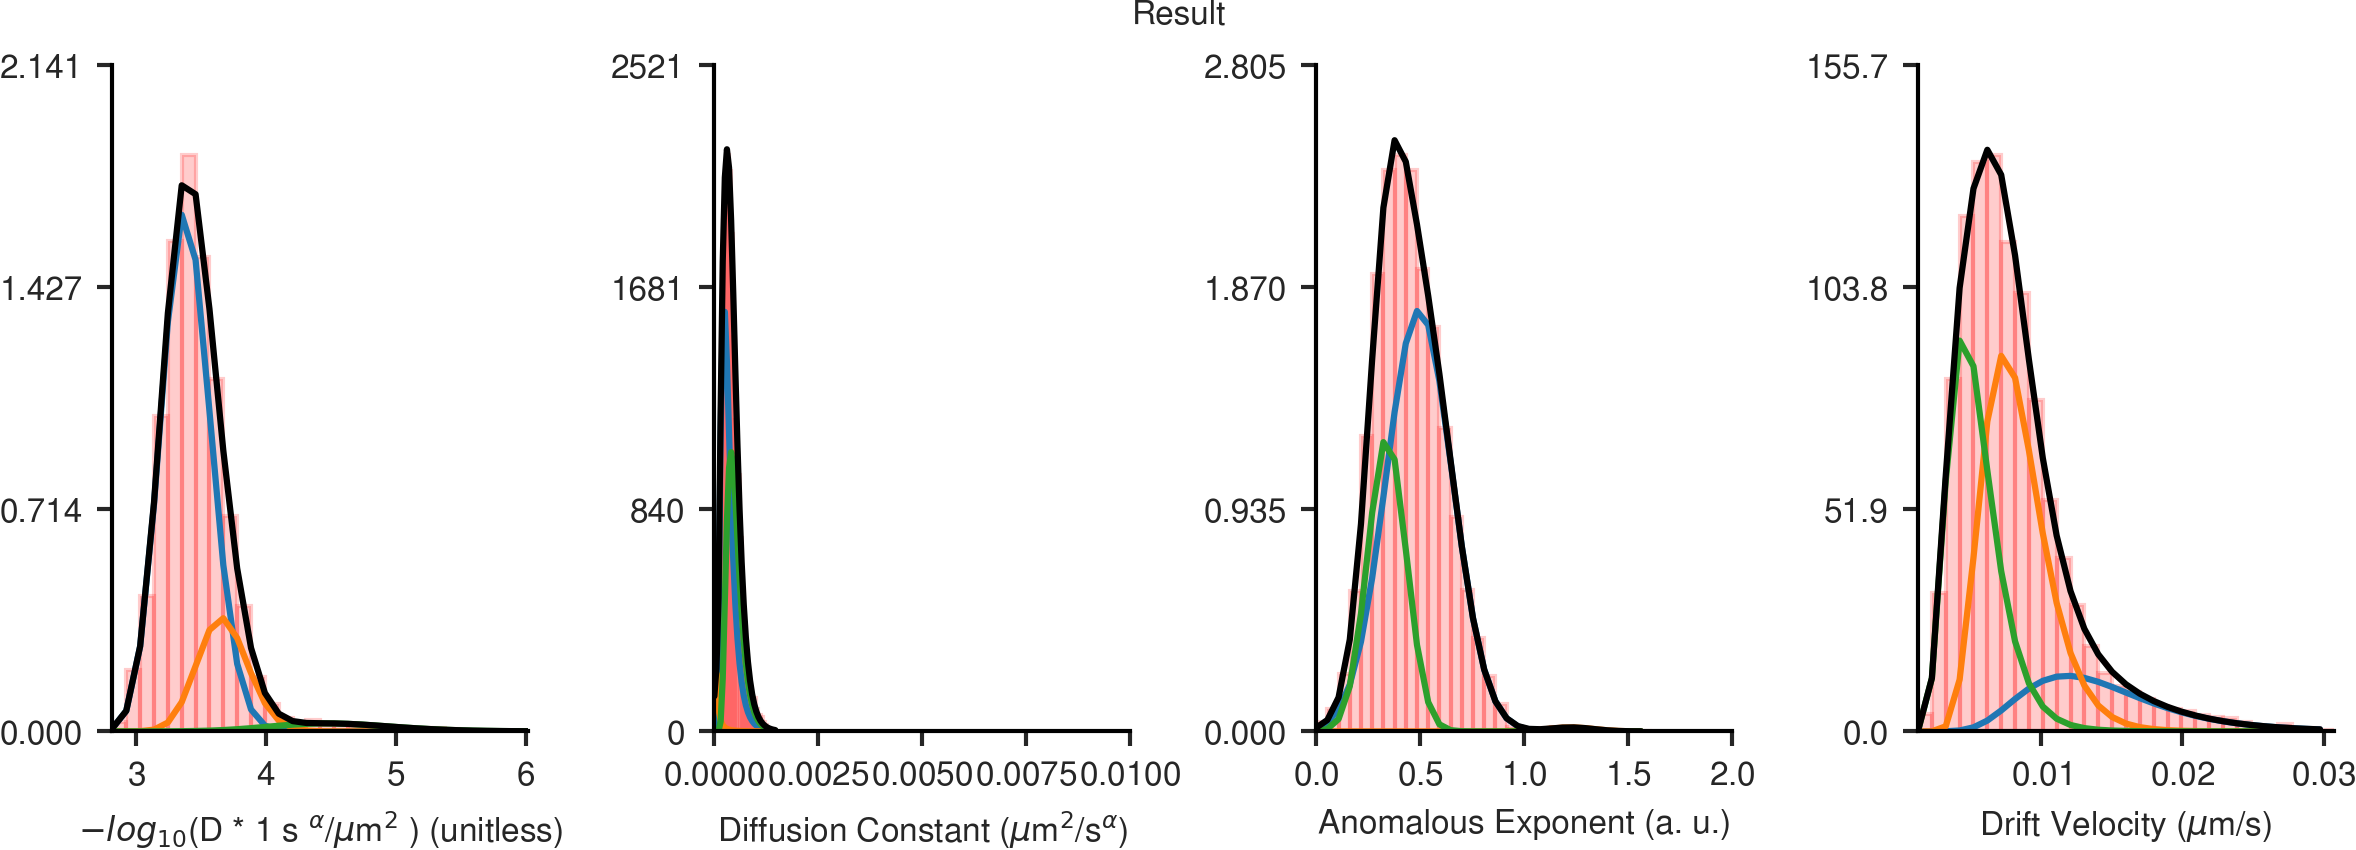 Result
2.141
1.427
0.714
0.000
3 4 5 6
−log10(D * 1 s α/μm2 ) (unitless)
2521
1681
840
0
0.0000 0.0025 0.0050 0.0075 0.0100
Diffusion Constant (μm2/sα)
2.805
1.870
0.935
0.000
0.0 0.5 1.0 1.5 2.0
Anomalous Exponent (a. u.)
155.7
103.8
51.9
0.0
0.01 0.02 0.03
Drift Velocity (μm/s)